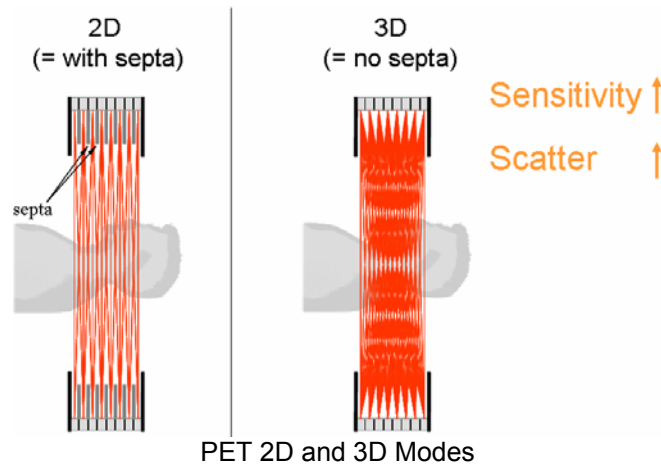 2D
(= with septa)
septa
3D
(= no septa)
Sensitivity ↑
Scatter ↑
PET 2D and 3D Modes